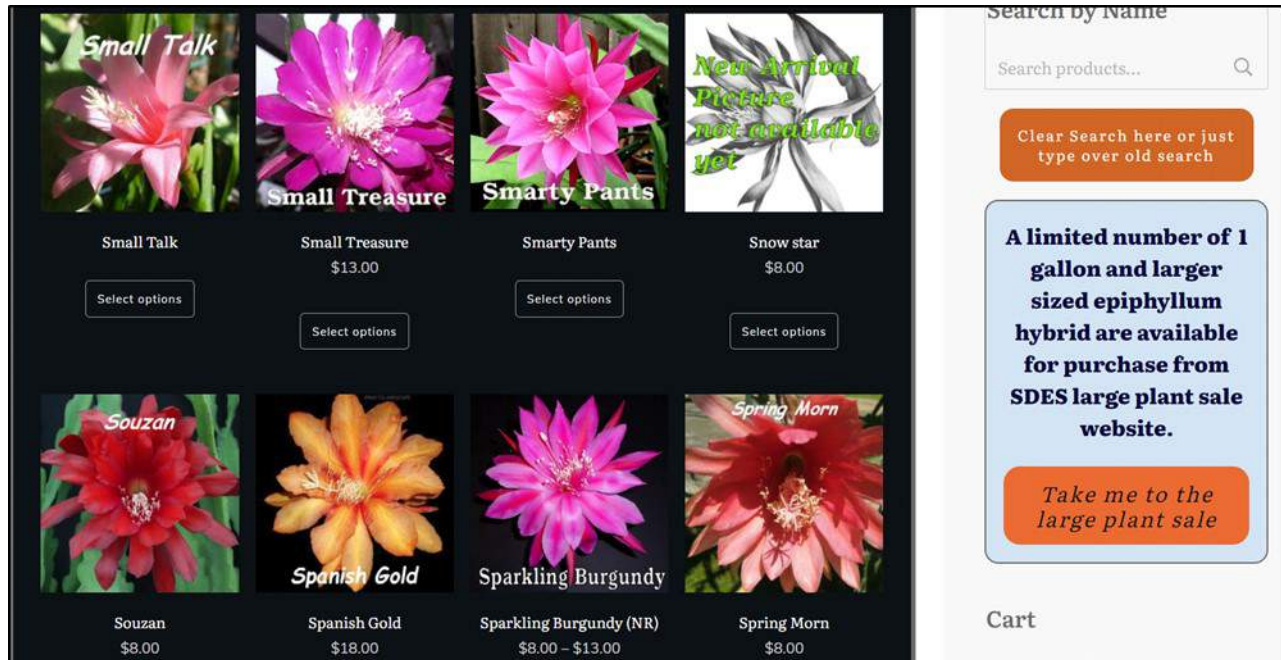 Small Talk
Small Treasure
Smarty Pants
New Arrival
Picture
not available
yet
Small Talk
Small Treasure
Smarty Pants
Snow star
$13.00
$8.00
Select options
Select options
Select options
Select options
Souzan
Spanish Gold
Sparkling Burgundy
Spring Morn
Souzan
Spanish Gold
Sparkling Burgundy (NR)
Spring Morn
$8.00
$18.00
$8.00 – $13.00
$8.00
Search by Name
Search products...
Clear Search here or just
type over old search
A limited number of 1
gallon and larger
sized epiphyllum
hybrid are available
for purchase from
SDES large plant sale
website.
Take me to the
large plant sale
Cart